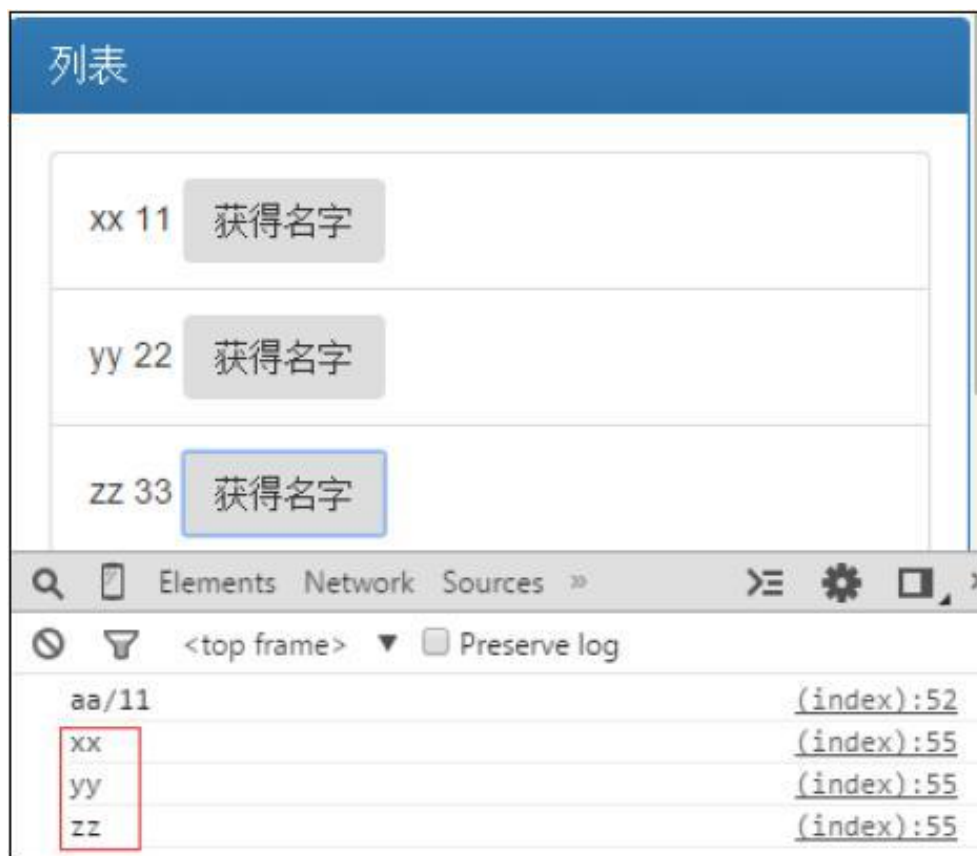 列表
xx 11 获得名字
yy 22 获得名字
zz 33 获得名字
Elements Network Sources »
<top frame> ▼ Preserve log
aa/11 (index):52
xx (index):55
yy (index):55
zz (index):55